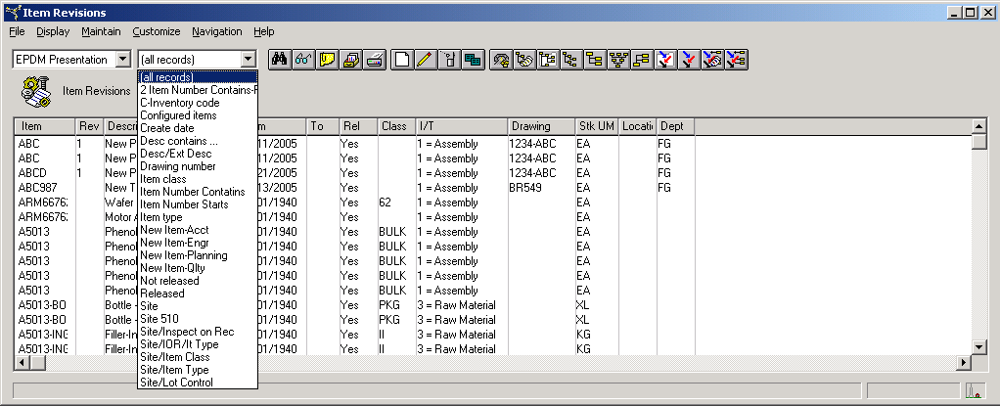 Item Revisions
File Display Maintain Customize Navigation Help
EPDM Presentation (all records)
Item Revisions
(all records)
2 Item Number Contains-
C-Inventory code
Configured items
Create date
Desc contains ...
Desc/Ext Desc
Drawing number
Item class
Item Number Contatins
Item Number Starts
Item type
New Item-Acct
New Item-Engr
New Item-Planning
New Item-Qlty
Not released
Released
Site
Site 510
Site/Inspect on Rec
Site/IOR/It Type
Site/Item Class
Site/Item Type
Site/Lot Control
Item Rev Descri m To Rel Class I/T Drawing Stk UM Locati Dept
ABC 1 New P 11/2005 Yes 1 = Assembly 1234-ABC EA FG
ABC 1 New P 11/2005 Yes 1 = Assembly 1234-ABC EA FG
ABCD 1 New P 21/2005 Yes 1 = Assembly 1234-ABC EA FG
ABC987 New T 13/2005 Yes 1 = Assembly BR549 EA FG
ARM6676 Wafer 01/1940 Yes 62 1 = Assembly EA
ARM6676 Motor A 01/1940 Yes 1 = Assembly EA
A5013 Pheno 01/1940 Yes BULK 1 = Assembly EA
A5013 Pheno 01/1940 Yes BULK 1 = Assembly EA
A5013 Pheno 01/1940 Yes BULK 1 = Assembly EA
A5013 Pheno 01/1940 Yes BULK 1 = Assembly EA
A5013 Pheno 01/1940 Yes BULK 1 = Assembly EA
A5013-BO Bottle - 01/1940 Yes PKG 3 = Raw Material XL
A5013-BO Bottle - 01/1940 Yes PKG 3 = Raw Material XL
A5013-ING Filler-In 01/1940 Yes II 3 = Raw Material KG
A5013-ING Filler-In 01/1940 Yes II 3 = Raw Material KG